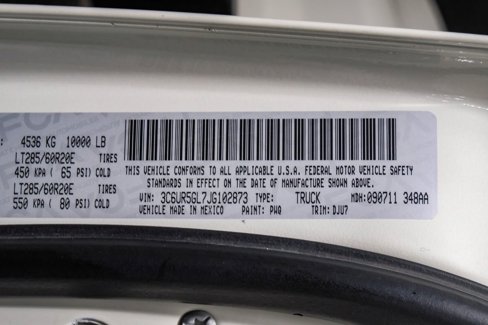 4536 KG 10000 LB
LT285/60R20E TIRES
450 KPA ( 65 PSI) COLD
LT285/60R20E TIRES
550 KPA ( 80 PSI) COLD
THIS VEHICLE CONFORMS TO ALL APPLICABLE U.S.A. FEDERAL MOTOR VEHICLE SAFETY
STANDARDS IN EFFECT ON THE DATE OF MANUFACTURE SHOWN ABOVE
VIN: 3C6UR5GL7JG102873 TYPE: TRUCK MDH:090711 348AA
VEHICLE MADE IN MEXICO PAINT: PWQ TRIM: DJU7